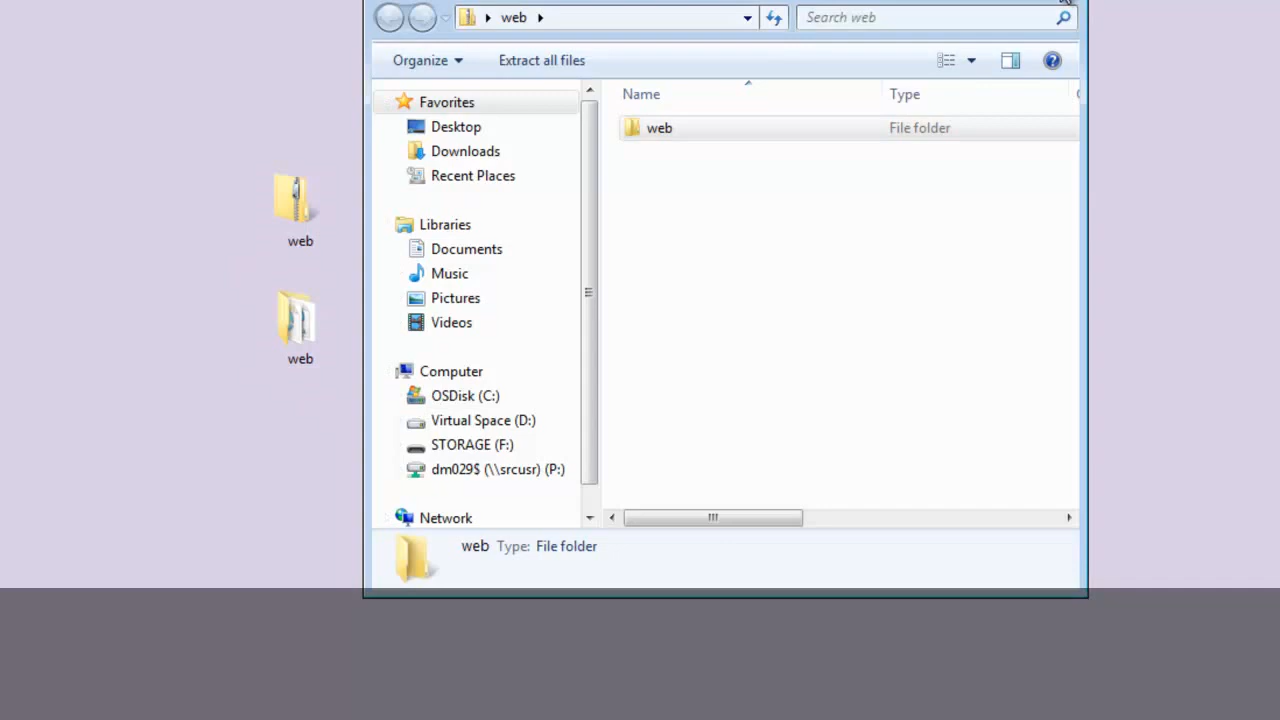 web
Search web
Organize
Extract all files
Favorites
Desktop
Downloads
Recent Places
Libraries
Documents
Music
Pictures
Videos
Computer
OSDisk (C:)
Virtual Space (D:)
STORAGE (F:)
dm029$ (\\srcusr) (P:)
Network
Name
Type
web
File folder
web Type: File folder
web
web